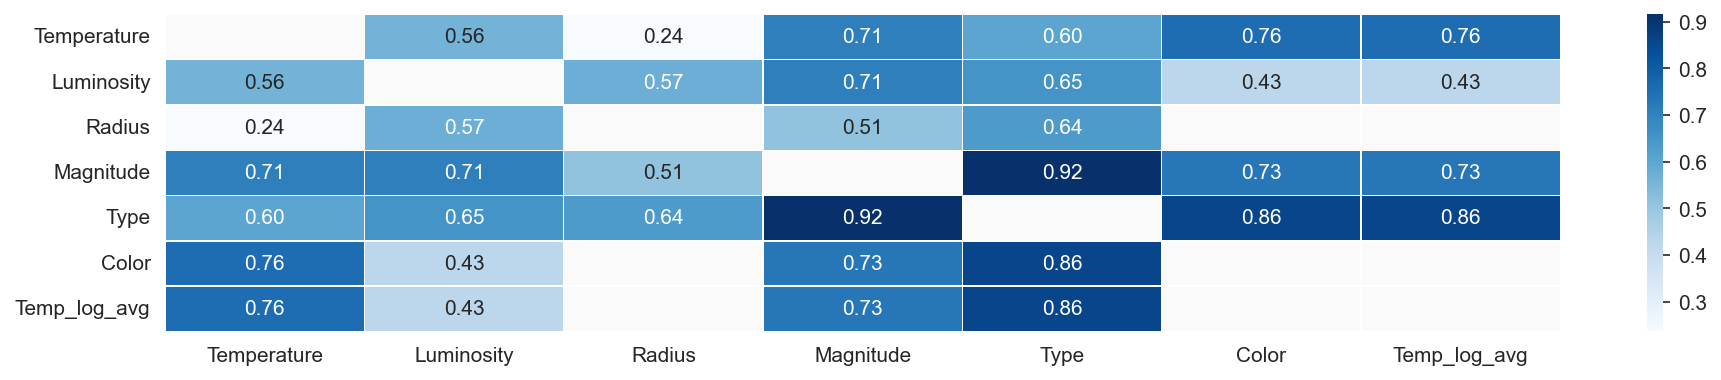 Temperature 0.56 0.24 0.71 0.60 0.76 0.76 0.9
Luminosity 0.56 0.57 0.71 0.65 0.43 0.43 0.8
Radius 0.24 0.57 0.51 0.64 0.7
Magnitude 0.71 0.71 0.51 0.92 0.73 0.73 0.6
Type 0.60 0.65 0.64 0.92 0.86 0.86 0.5
Color 0.76 0.43 0.73 0.86 0.4
Temp_log_avg 0.76 0.43 0.73 0.86 0.3
Temperature Luminosity Radius Magnitude Type Color Temp_log_avg